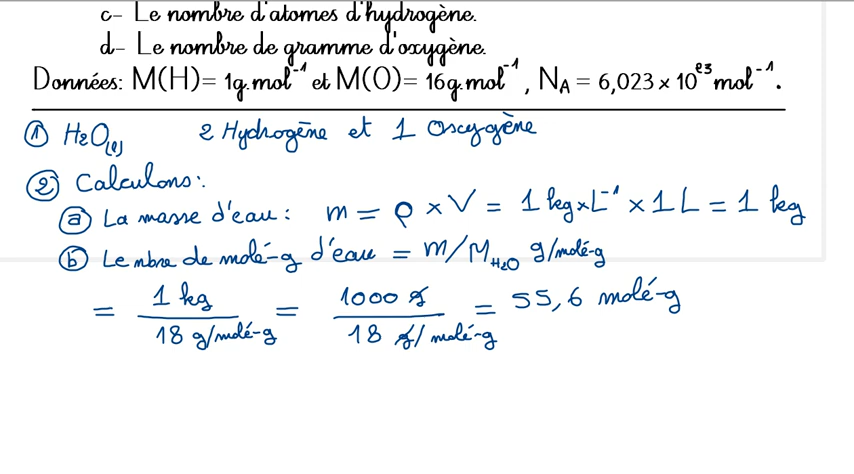 c- Le nombre d'atomes d'hydrogène.
d- Le nombre de gramme d'oxygène.
Données: M(H)= 1g.mol⁻¹ et M(O)= 16g.mol⁻¹, N_A = 6,023 × 10²³ mol⁻¹.
① H₂O(l) 2 Hydrogène et 1 Oxygène
② Calculons:
ⓐ La masse d'eau: m = ρ × V = 1 kg×L⁻¹ × 1 L = 1 kg
ⓑ Le nbre de molé-g d'eau = m/M_H₂O g/molé-g
= 1 kg / 18 g/molé-g = 1000 g / 18 g/molé-g = 55,6 molé-g